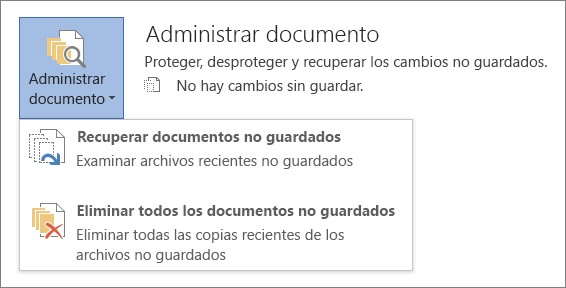 Administrar documento
Administrar documento
Proteger, desproteger y recuperar los cambios no guardados.
No hay cambios sin guardar.
Recuperar documentos no guardados
Examinar archivos recientes no guardados
Eliminar todos los documentos no guardados
Eliminar todas las copias recientes de los
archivos no guardados